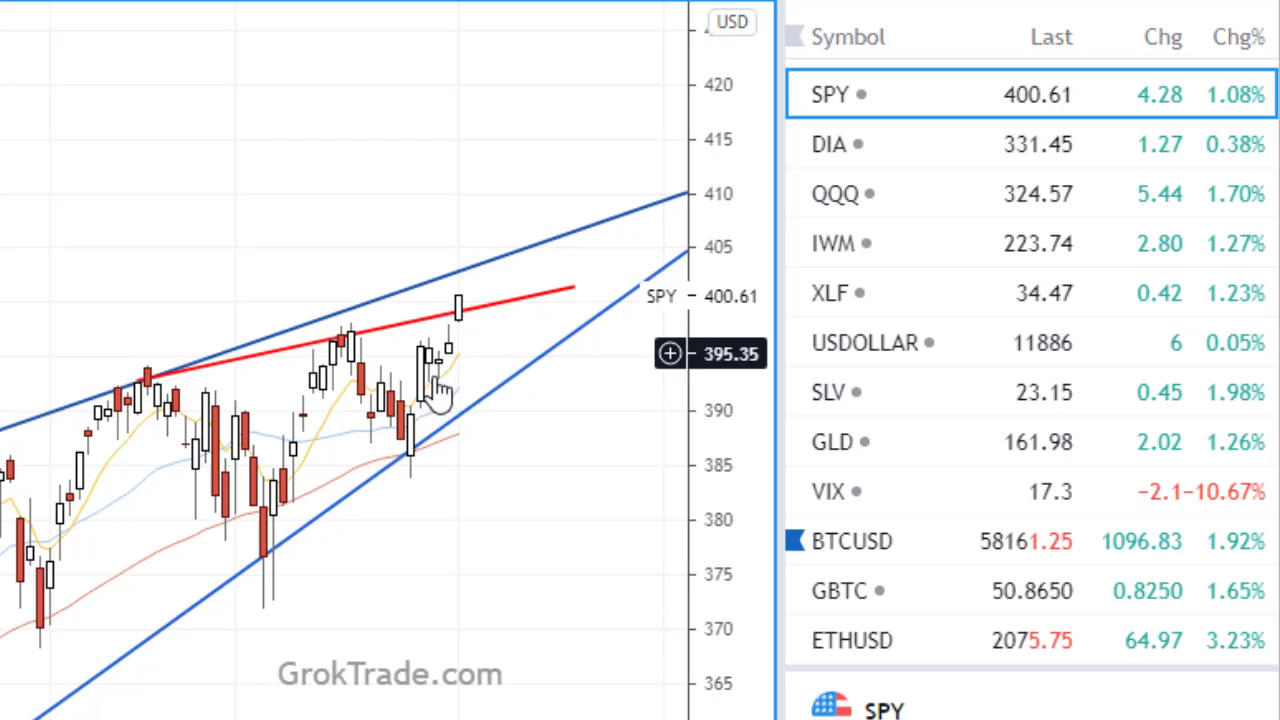 USD
420
415
410
405
SPY 400.61
395.35
390
385
380
375
370
365
GrokTrade.com
Symbol Last Chg Chg%
SPY 400.61 4.28 1.08%
DIA 331.45 1.27 0.38%
QQQ 324.57 5.44 1.70%
IWM 223.74 2.80 1.27%
XLF 34.47 0.42 1.23%
USDOLLAR 11886 6 0.05%
SLV 23.15 0.45 1.98%
GLD 161.98 2.02 1.26%
VIX 17.3 −2.1 −10.67%
BTCUSD 58161.25 1096.83 1.92%
GBTC 50.8650 0.8250 1.65%
ETHUSD 2075.75 64.97 3.23%
SPY